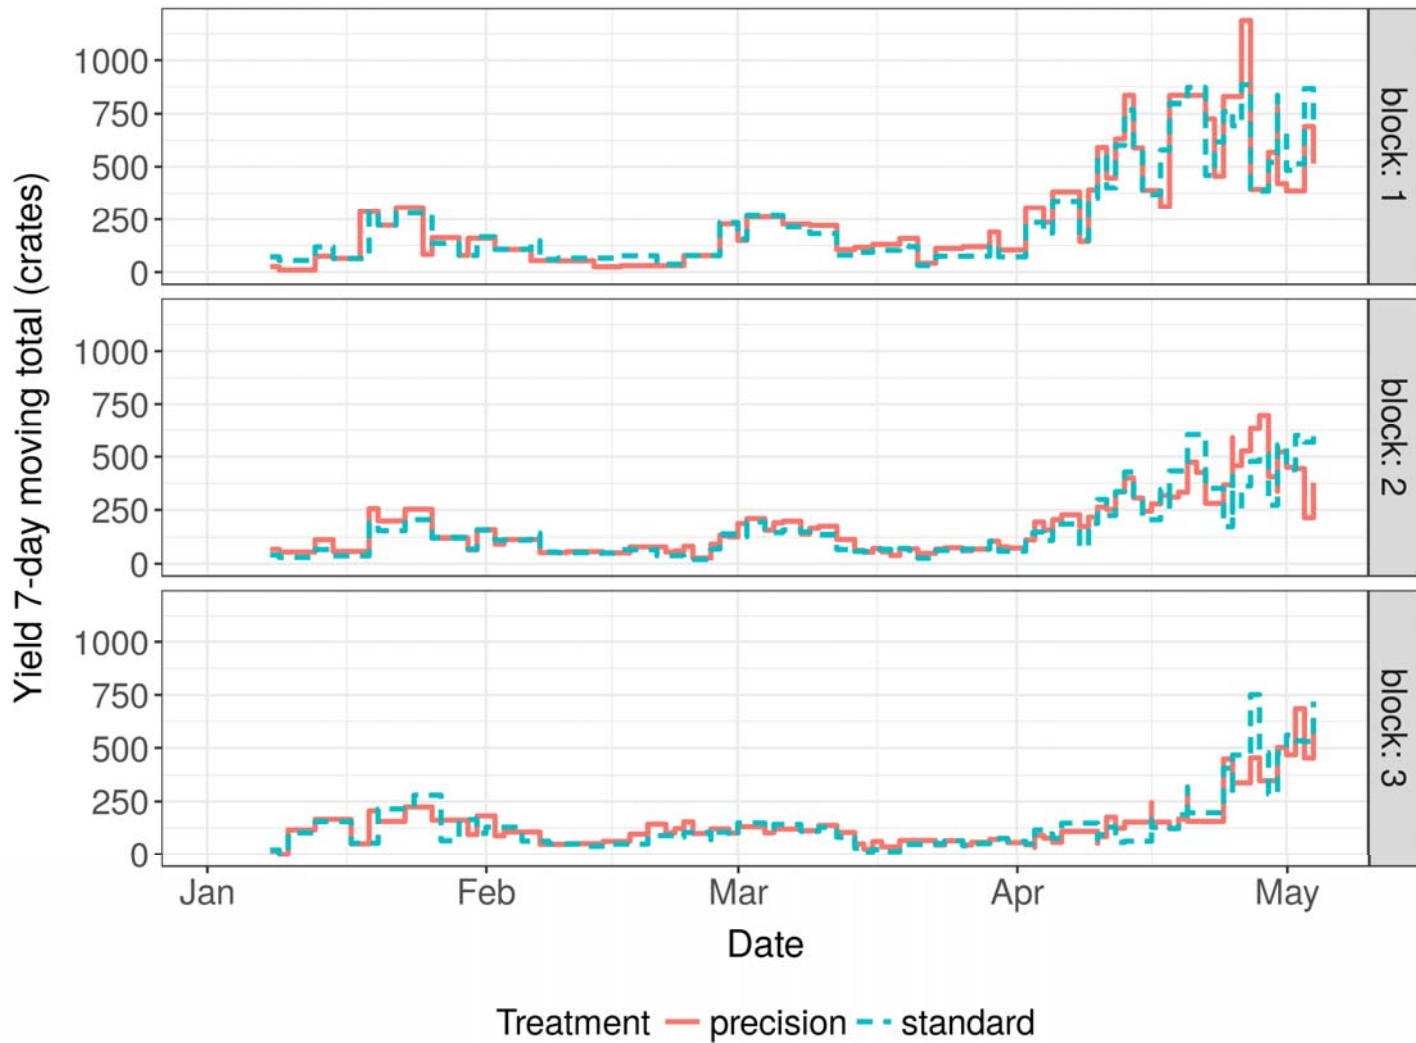 Yield 7-day moving total (crates)
1000
750
500
250
0
block: 1
1000
750
500
250
0
block: 2
1000
750
500
250
0
block: 3
Jan Feb Mar Apr May
Date
Treatment precision standard